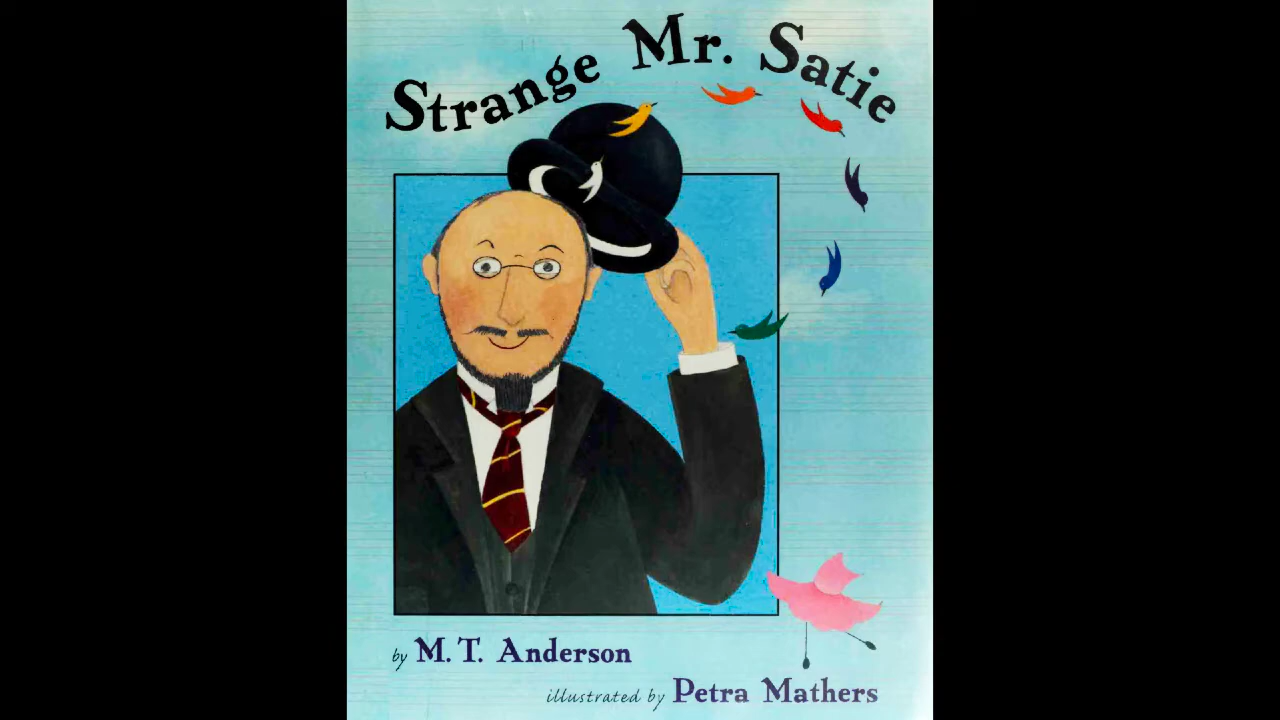 Strange Mr. Satie
by M. T. Anderson
illustrated by Petra Mathers